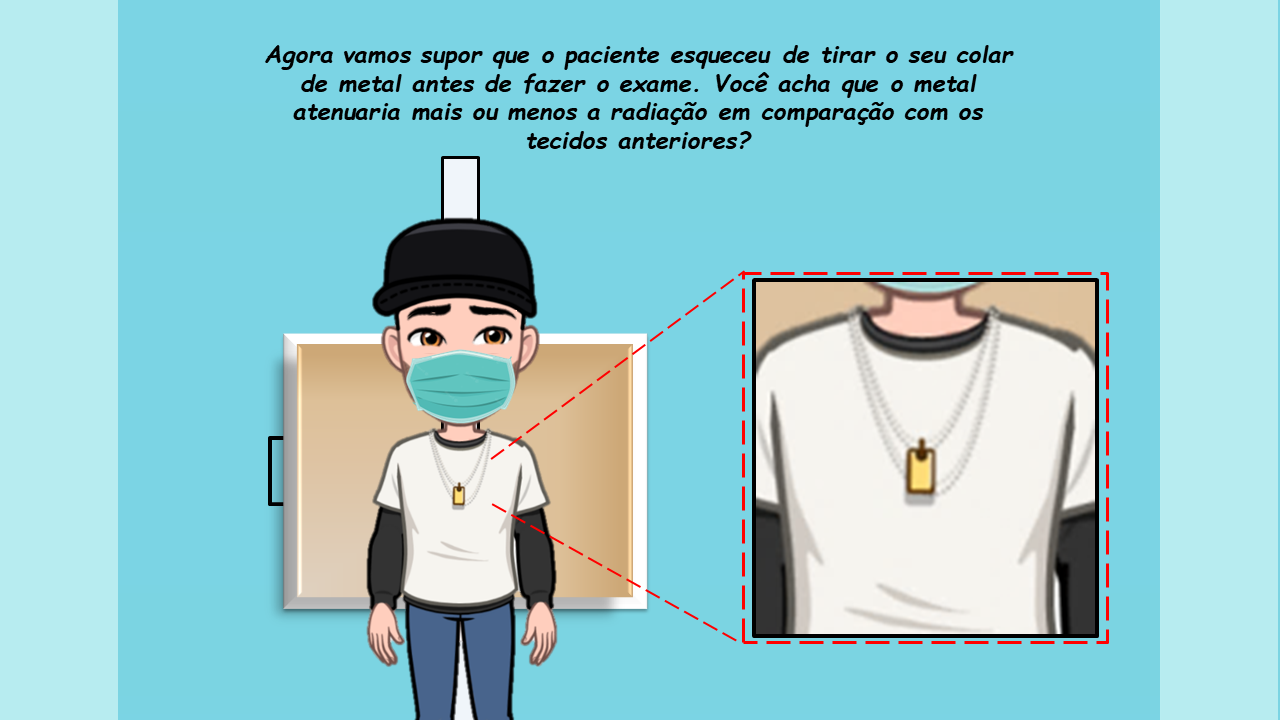 Agora vamos supor que o paciente esqueceu de tirar o seu colar
de metal antes de fazer o exame. Você acha que o metal
atenuaria mais ou menos a radiação em comparação com os
tecidos anteriores?